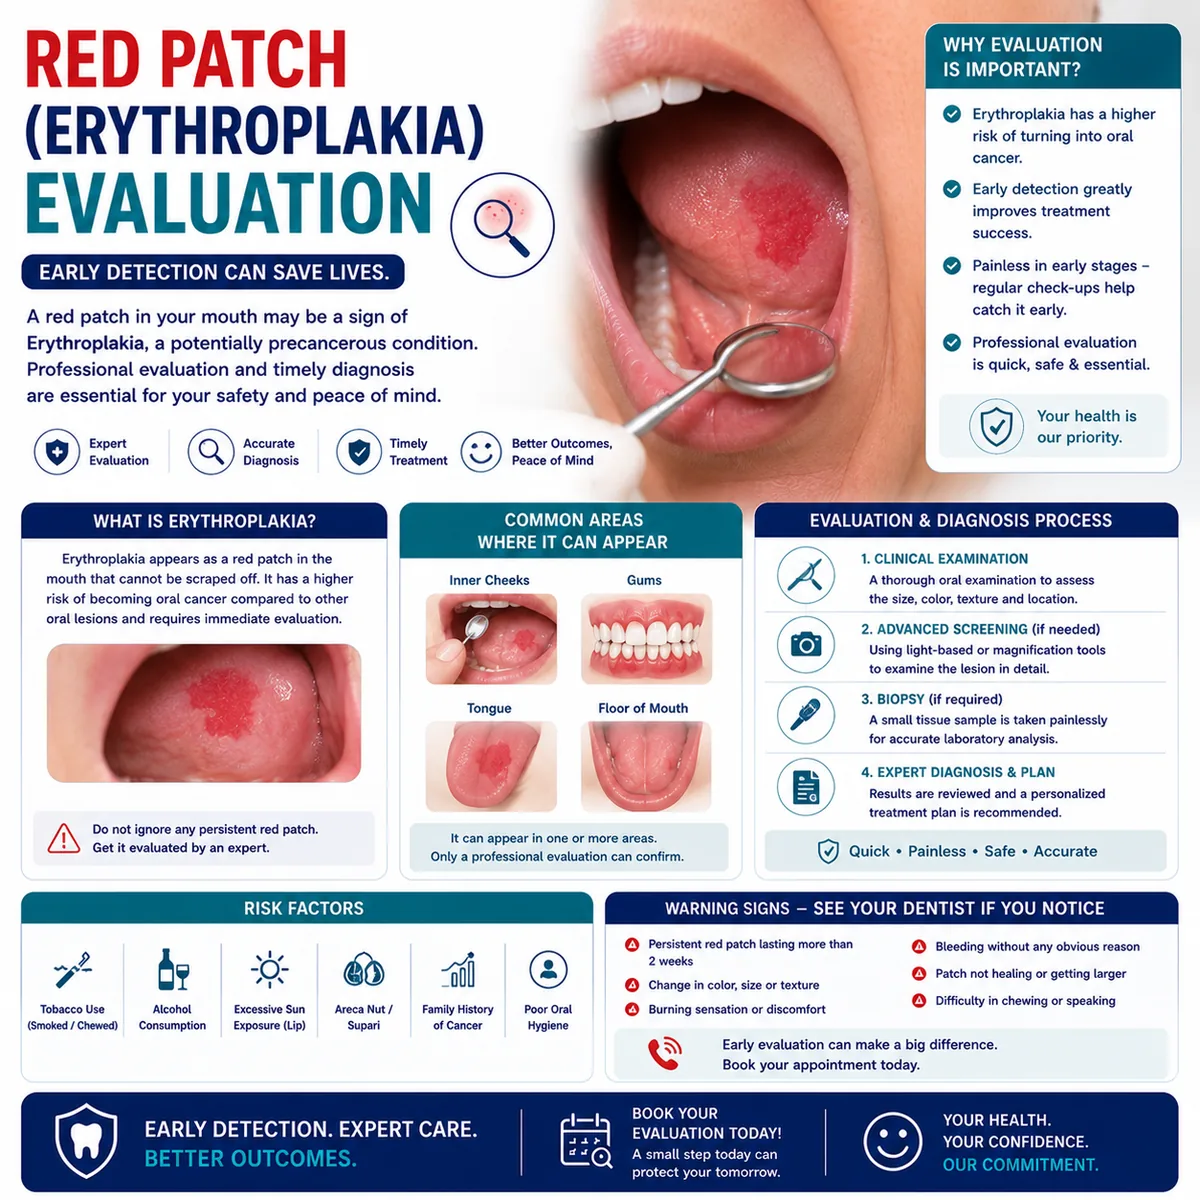 RED PATCH
(ERYTHROPLAKIA)
EVALUATION
EARLY DETECTION CAN SAVE LIVES.
A red patch in your mouth may be a sign of
Erythroplakia, a potentially precancerous condition.
Professional evaluation and timely diagnosis
are essential for your safety and peace of mind.
Expert
Evaluation
Accurate
Diagnosis
Timely
Treatment
Better Outcomes,
Peace of Mind
WHY EVALUATION
IS IMPORTANT?
Erythroplakia has a higher
risk of turning into oral
cancer.
Early detection greatly
improves treatment
success.
Painless in early stages –
regular check-ups help
catch it early.
Professional evaluation
is quick, safe & essential.
Your health is
our priority.
WHAT IS ERYTHROPLAKIA?
Erythroplakia appears as a red patch in the
mouth that cannot be scraped off. It has a higher
risk of becoming oral cancer compared to other
oral lesions and requires immediate evaluation.
Do not ignore any persistent red patch.
Get it evaluated by an expert.
COMMON AREAS
WHERE IT CAN APPEAR
Inner Cheeks
Gums
Tongue
Floor of Mouth
It can appear in one or more areas.
Only a professional evaluation can confirm.
EVALUATION & DIAGNOSIS PROCESS
1. CLINICAL EXAMINATION
A thorough oral examination to assess
the size, color, texture and location.
2. ADVANCED SCREENING (if needed)
Using light-based or magnification tools
to examine the lesion in detail.
3. BIOPSY (if required)
A small tissue sample is taken painlessly
for accurate laboratory analysis.
4. EXPERT DIAGNOSIS & PLAN
Results are reviewed and a personalized
treatment plan is recommended.
Quick • Painless • Safe • Accurate
RISK FACTORS
Tobacco Use
(Smoked / Chewed)
Alcohol
Consumption
Excessive Sun
Exposure (Lip)
Areca Nut /
Supari
Family History
of Cancer
Poor Oral
Hygiene
WARNING SIGNS – SEE YOUR DENTIST IF YOU NOTICE
Persistent red patch lasting more than
2 weeks
Change in color, size or texture
Burning sensation or discomfort
Bleeding without any obvious reason
Patch not healing or getting larger
Difficulty in chewing or speaking
Early evaluation can make a big difference.
Book your appointment today.
EARLY DETECTION. EXPERT CARE.
BETTER OUTCOMES.
BOOK YOUR
EVALUATION TODAY!
A small step today can
protect your tomorrow.
YOUR HEALTH.
YOUR CONFIDENCE.
OUR COMMITMENT.